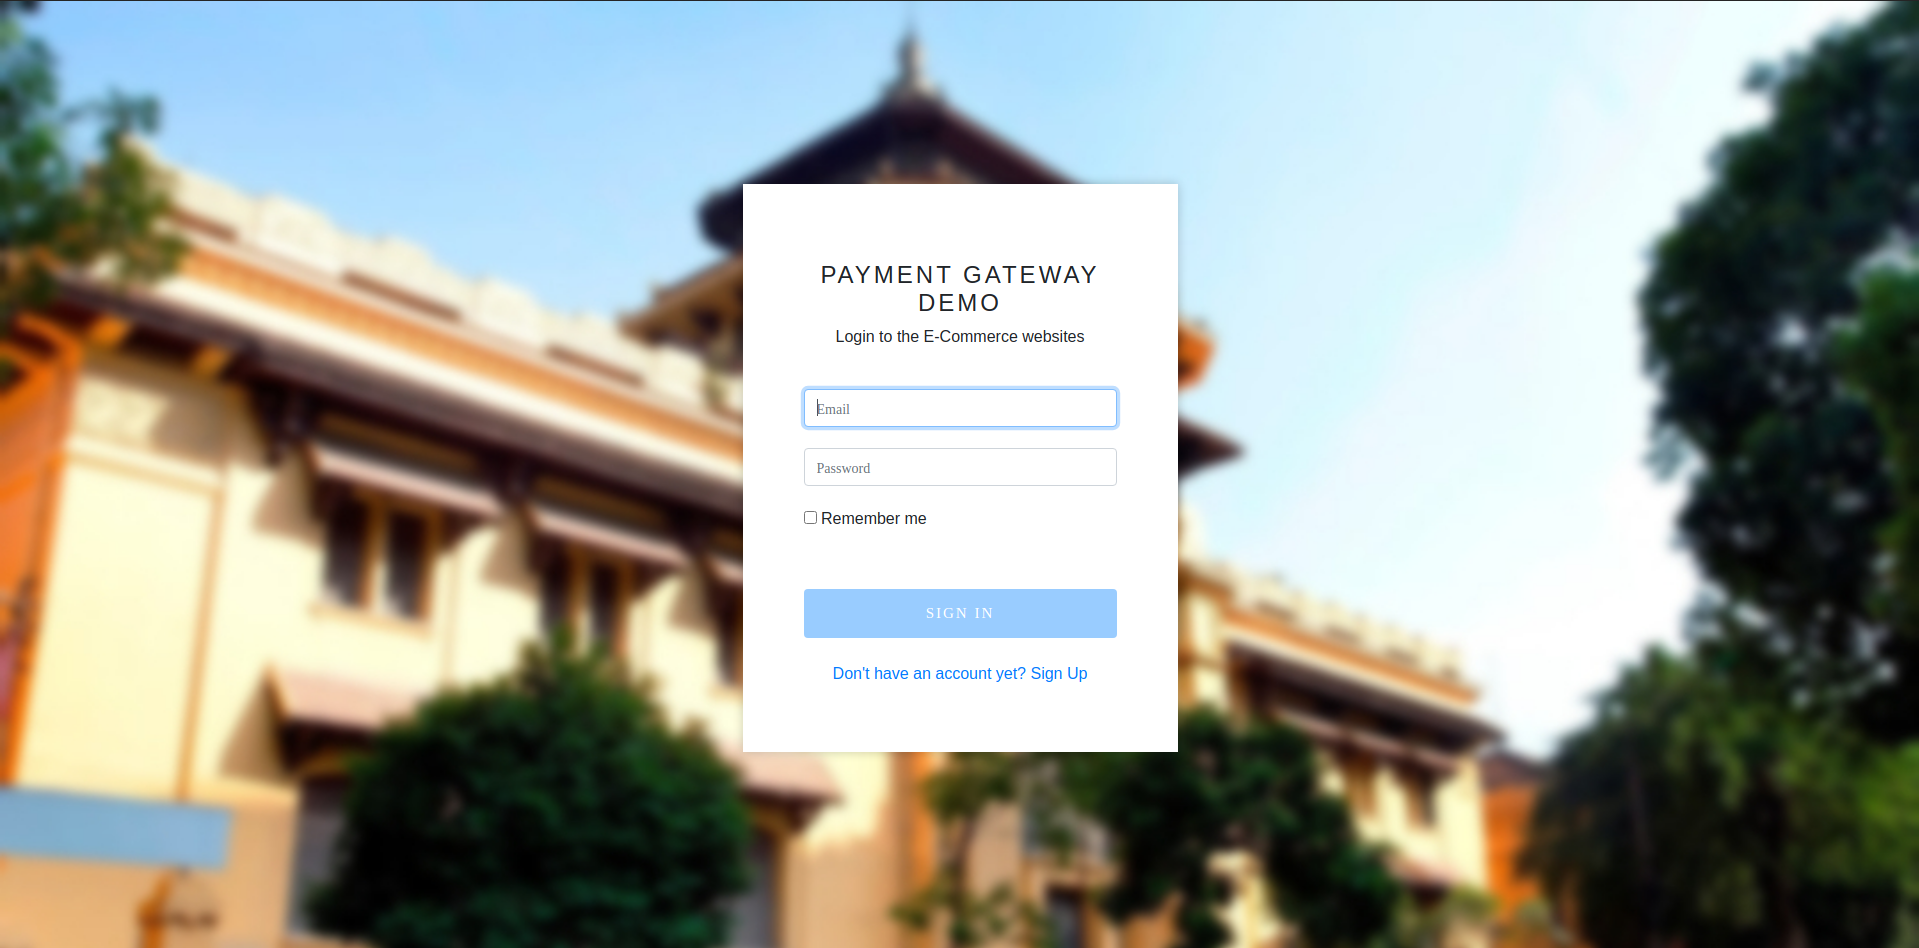 PAYMENT GATEWAY
DEMO
Login to the E-Commerce websites
Email
Password
Remember me
SIGN IN
Don't have an account yet? Sign Up